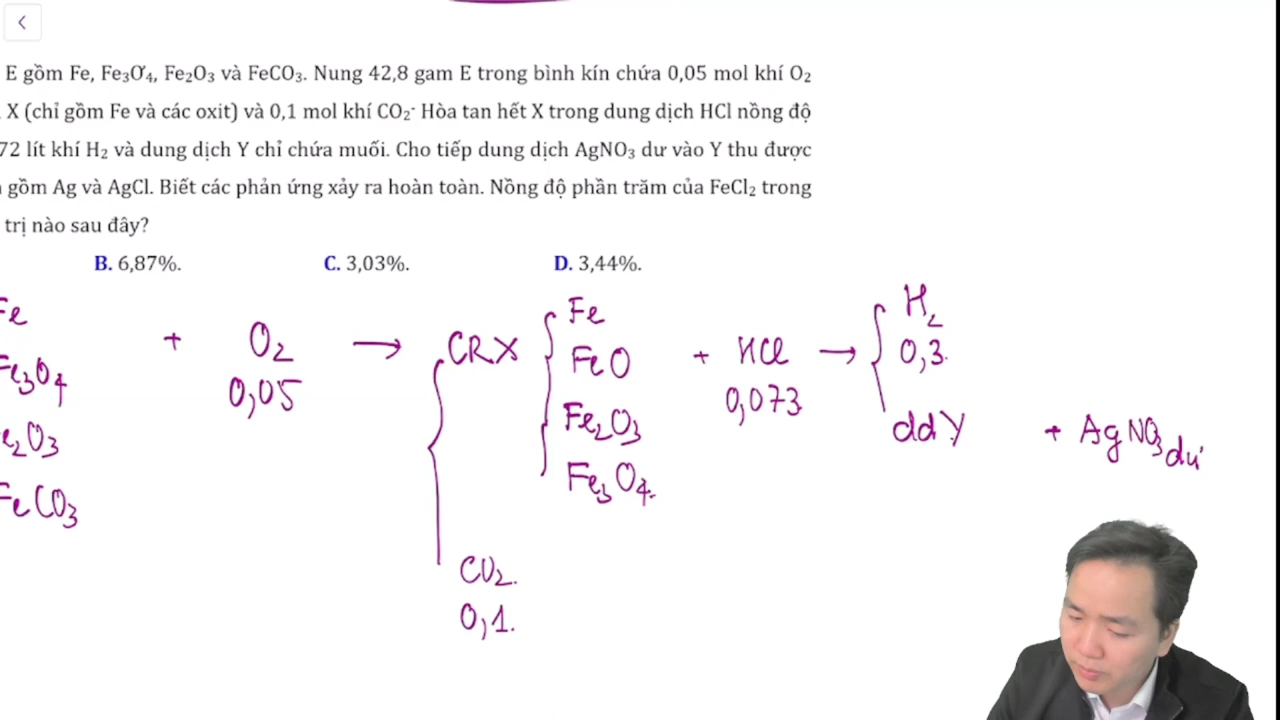 E gồm Fe, Fe₃O₄, Fe₂O₃ và FeCO₃. Nung 42,8 gam E trong bình kín chứa 0,05 mol khí O₂
X (chỉ gồm Fe và các oxit) và 0,1 mol khí CO₂. Hòa tan hết X trong dung dịch HCl nồng độ
72 lít khí H₂ và dung dịch Y chỉ chứa muối. Cho tiếp dung dịch AgNO₃ dư vào Y thu được
gồm Ag và AgCl. Biết các phản ứng xảy ra hoàn toàn. Nồng độ phần trăm của FeCl₂ trong
trị nào sau đây?
B. 6,87%. C. 3,03%. D. 3,44%.
Fe
Fe₃O₄
e₂O₃
FeCO₃
+ O₂ → CRX
0,05
Fe
FeO
Fe₂O₃
Fe₃O₄.
CO₂.
0,1.
+ HCl →
0,073
H₂
0,3.
ddY + AgNO₃ dư